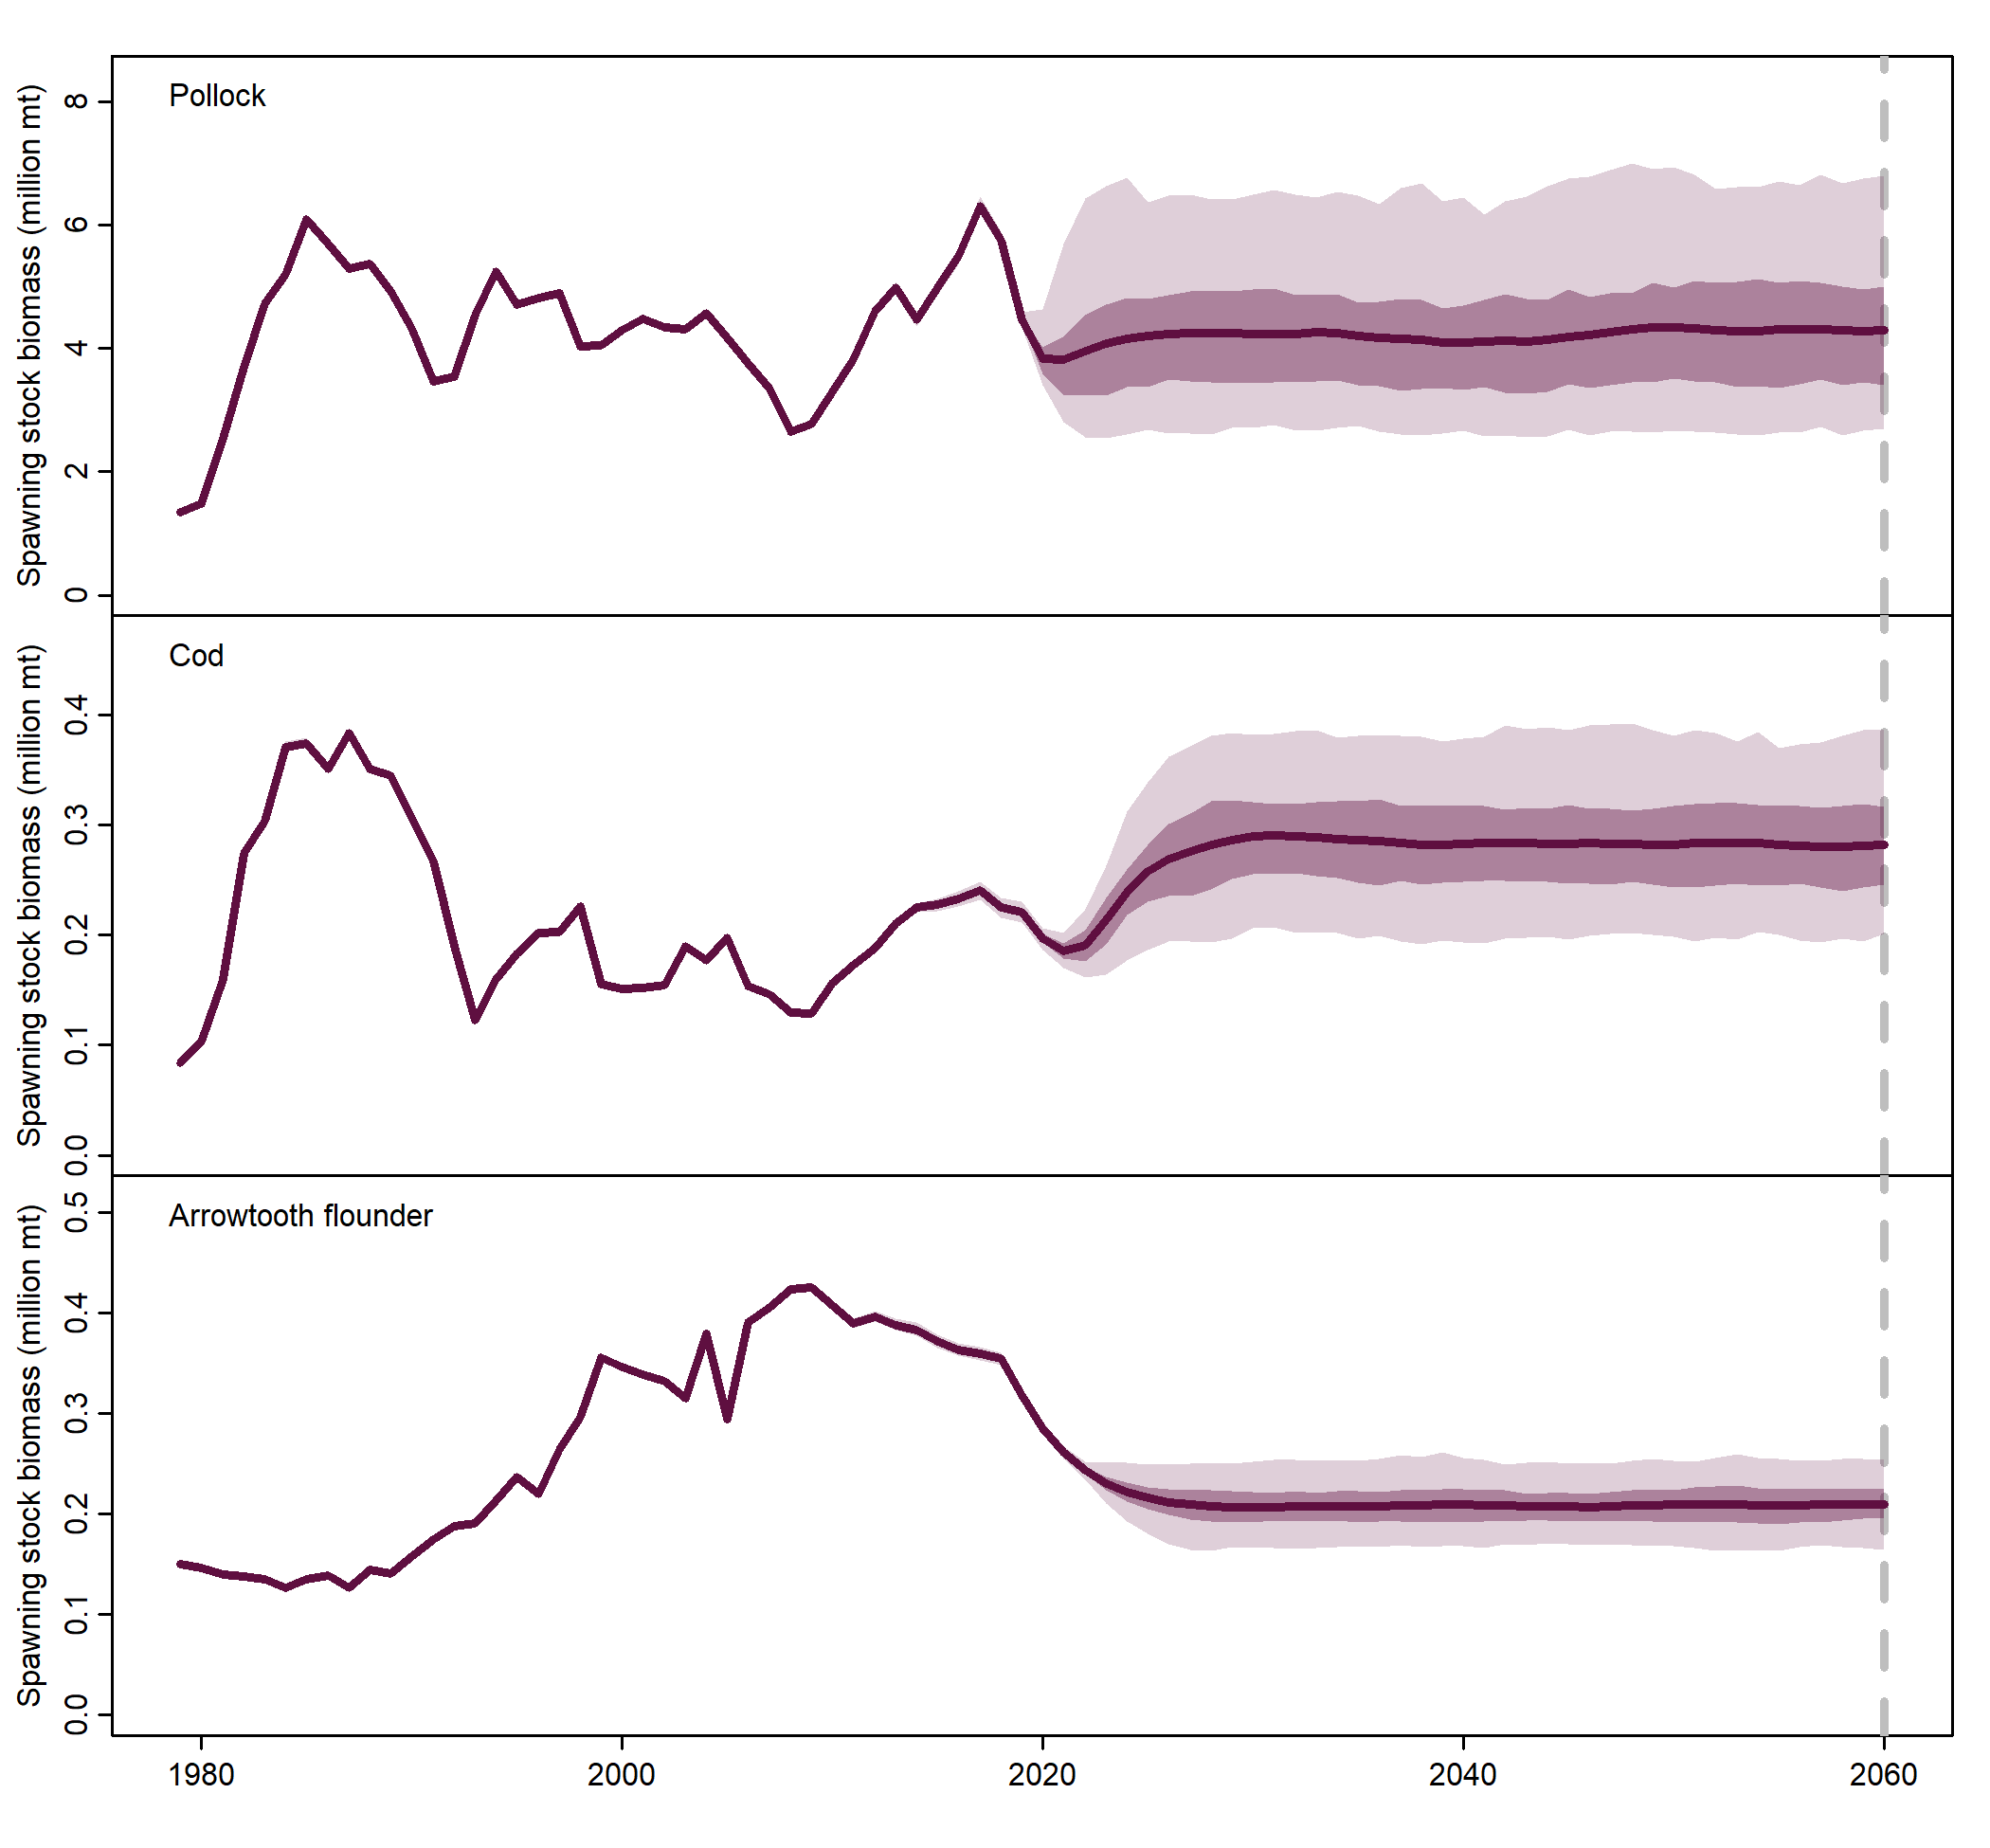 Pollock
Spawning stock biomass (million mt)
8
6
4
2
0
Cod
Spawning stock biomass (million mt)
0.4
0.3
0.2
0.1
0.0
Arrowtooth flounder
Spawning stock biomass (million mt)
0.5
0.4
0.3
0.2
0.1
0.0
1980 2000 2020 2040 2060